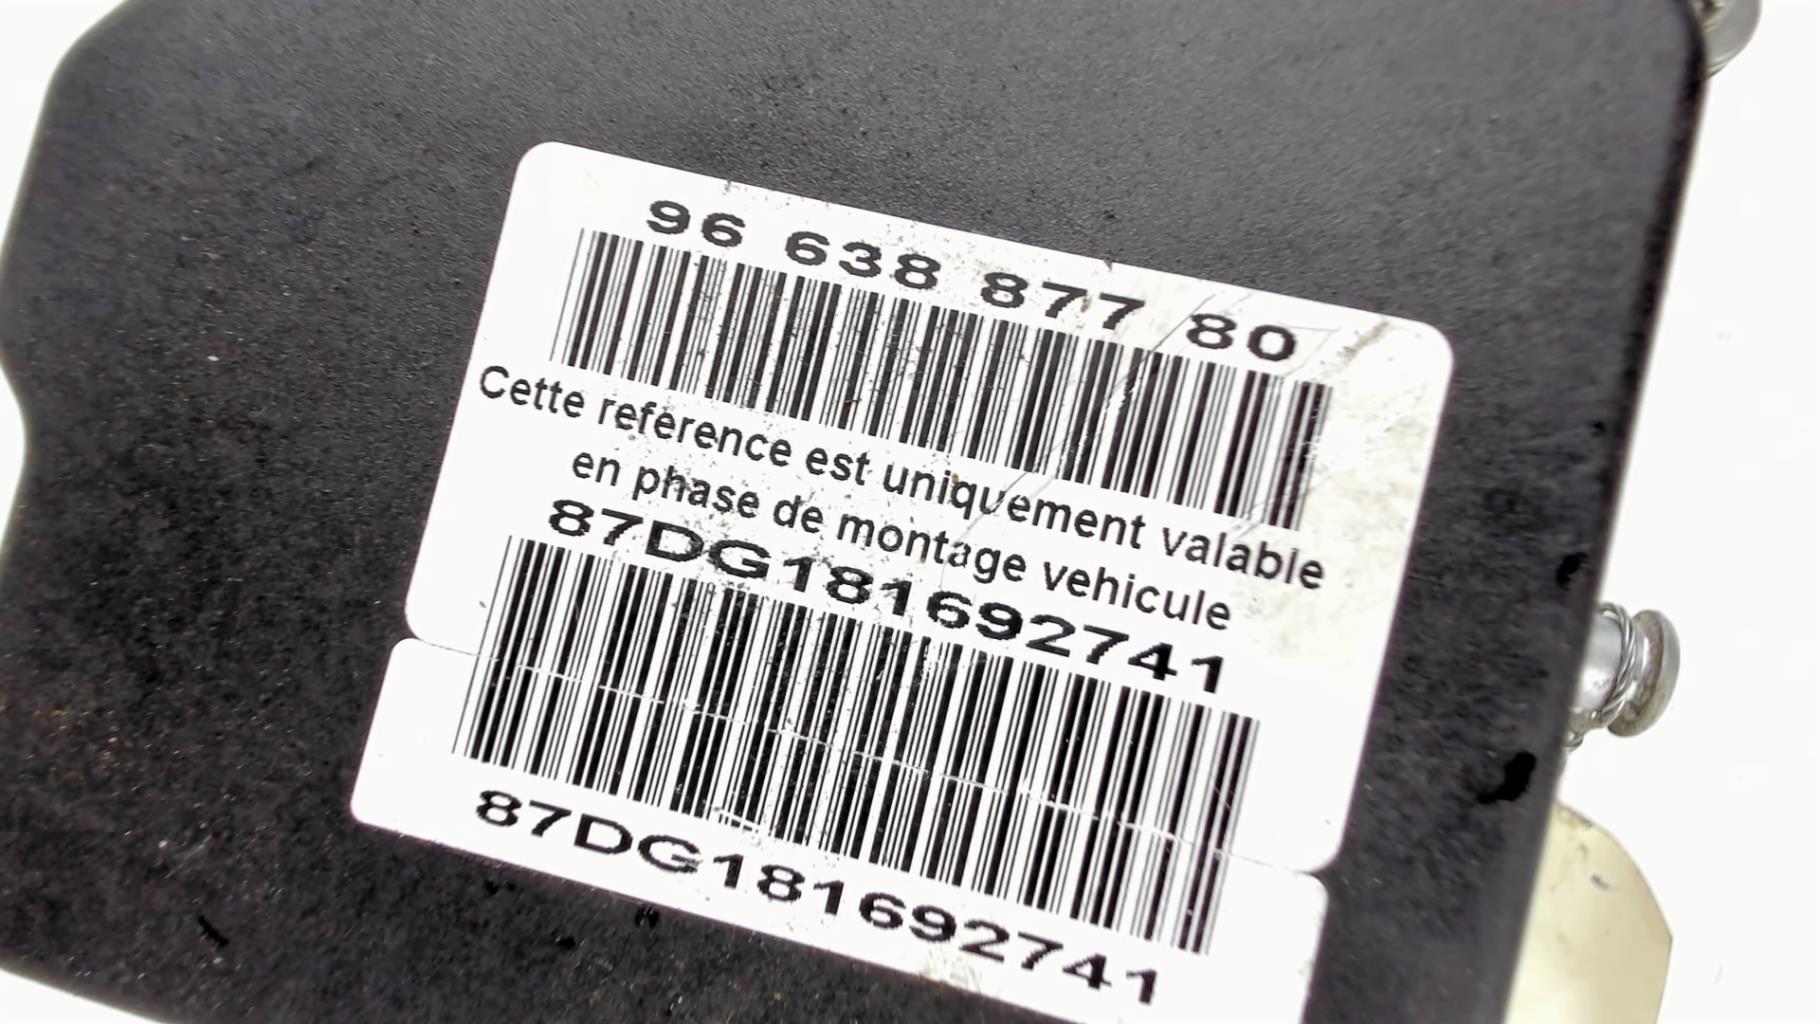 96 638 877 80
Cette reference est uniquement valable
en phase de montage vehicule
87DG181692741
87DG181692741